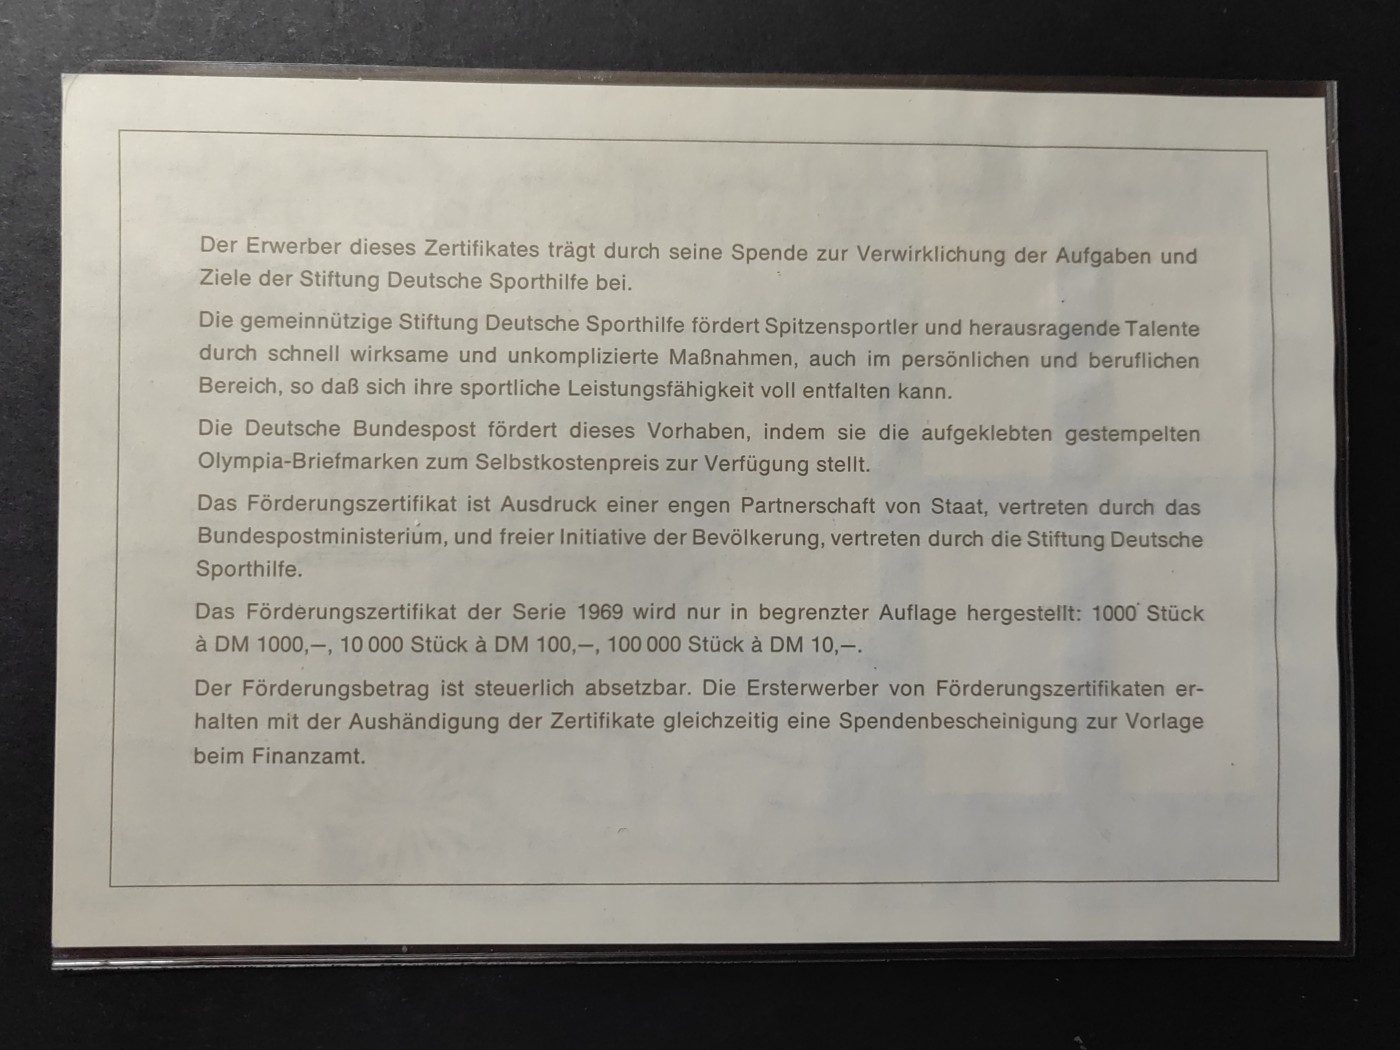 Der Erwerber dieses Zertifikates trägt durch seine Spende zur Verwirklichung der Aufgaben und
Ziele der Stiftung Deutsche Sporthilfe bei.
Die gemeinnützige Stiftung Deutsche Sporthilfe fördert Spitzensportler und herausragende Talente
durch schnell wirksame und unkomplizierte Maßnahmen, auch im persönlichen und beruflichen
Bereich, so daß sich ihre sportliche Leistungsfähigkeit voll entfalten kann.
Die Deutsche Bundespost fördert dieses Vorhaben, indem sie die aufgeklebten gestempelten
Olympia-Briefmarken zum Selbstkostenpreis zur Verfügung stellt.
Das Förderungszertifikat ist Ausdruck einer engen Partnerschaft von Staat, vertreten durch das
Bundespostministerium, und freier Initiative der Bevölkerung, vertreten durch die Stiftung Deutsche
Sporthilfe.
Das Förderungszertifikat der Serie 1969 wird nur in begrenzter Auflage hergestellt: 1000 Stück
à DM 1000,—, 10 000 Stück à DM 100,—, 100 000 Stück à DM 10,—.
Der Förderungsbetrag ist steuerlich absetzbar. Die Ersterwerber von Förderungszertifikaten er-
halten mit der Aushändigung der Zertifikate gleichzeitig eine Spendenbescheinigung zur Vorlage
beim Finanzamt.